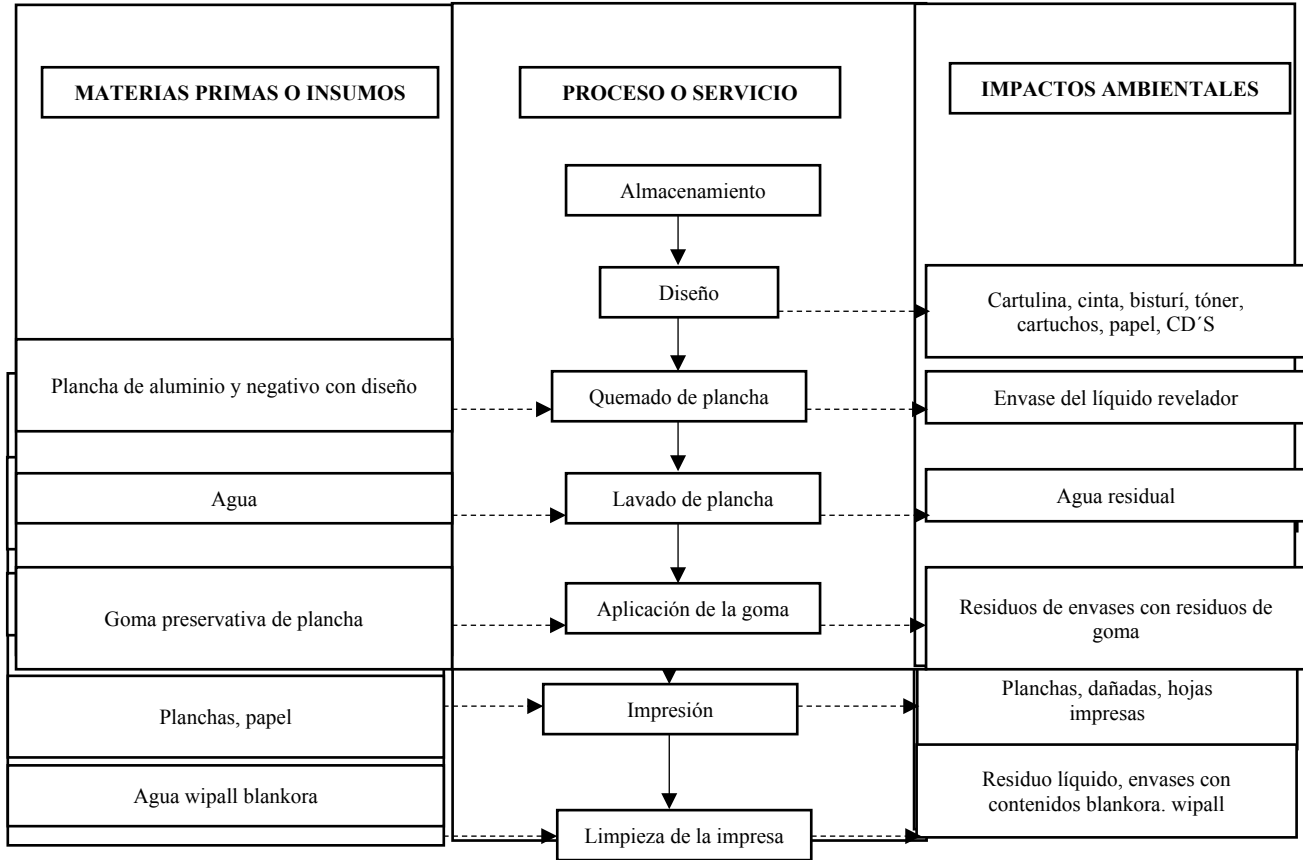 MATERIAS PRIMAS O INSUMOS
PROCESO O SERVICIO
IMPACTOS AMBIENTALES
Almacenamiento
Diseño
Cartulina, cinta, bisturí, tóner,
cartuchos, papel, CD´S
Plancha de aluminio y negativo con diseño
Quemado de plancha
Envase del líquido revelador
Agua
Lavado de plancha
Agua residual
Goma preservativa de plancha
Aplicación de la goma
Residuos de envases con residuos de
goma
Planchas, papel
Impresión
Planchas, dañadas, hojas
impresas
Agua wipall blankora
Limpieza de la impresa
Residuo líquido, envases con
contenidos blankora. wipall